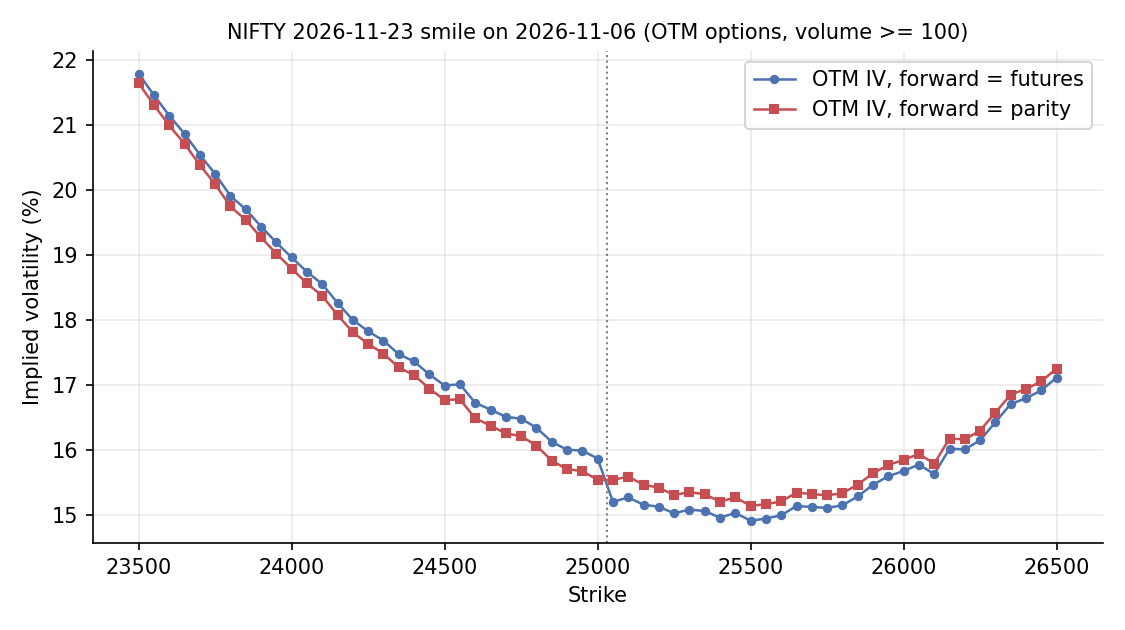 NIFTY 2026-11-23 smile on 2026-11-06 (OTM options, volume >= 100)
OTM IV, forward = futures
OTM IV, forward = parity
Implied volatility (%)
22
21
20
19
18
17
16
15
23500 24000 24500 25000 25500 26000 26500
Strike